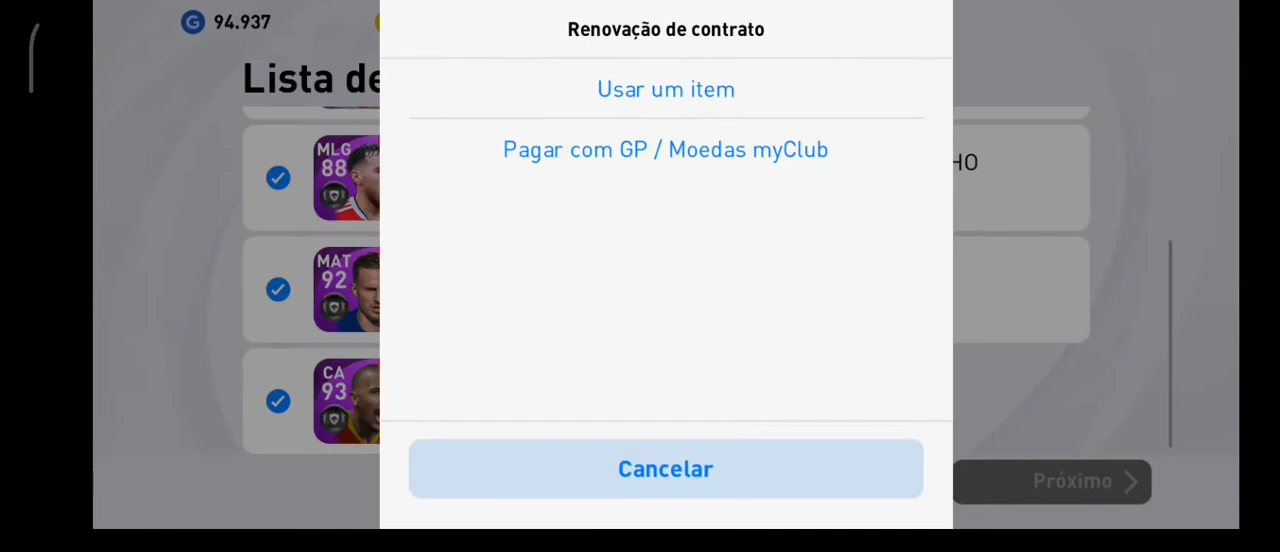 94.937
Renovação de contrato
Lista de
Usar um item
Pagar com GP / Moedas myClub
MLG
88
HO
MAT
92
CA
93
Cancelar
Próximo